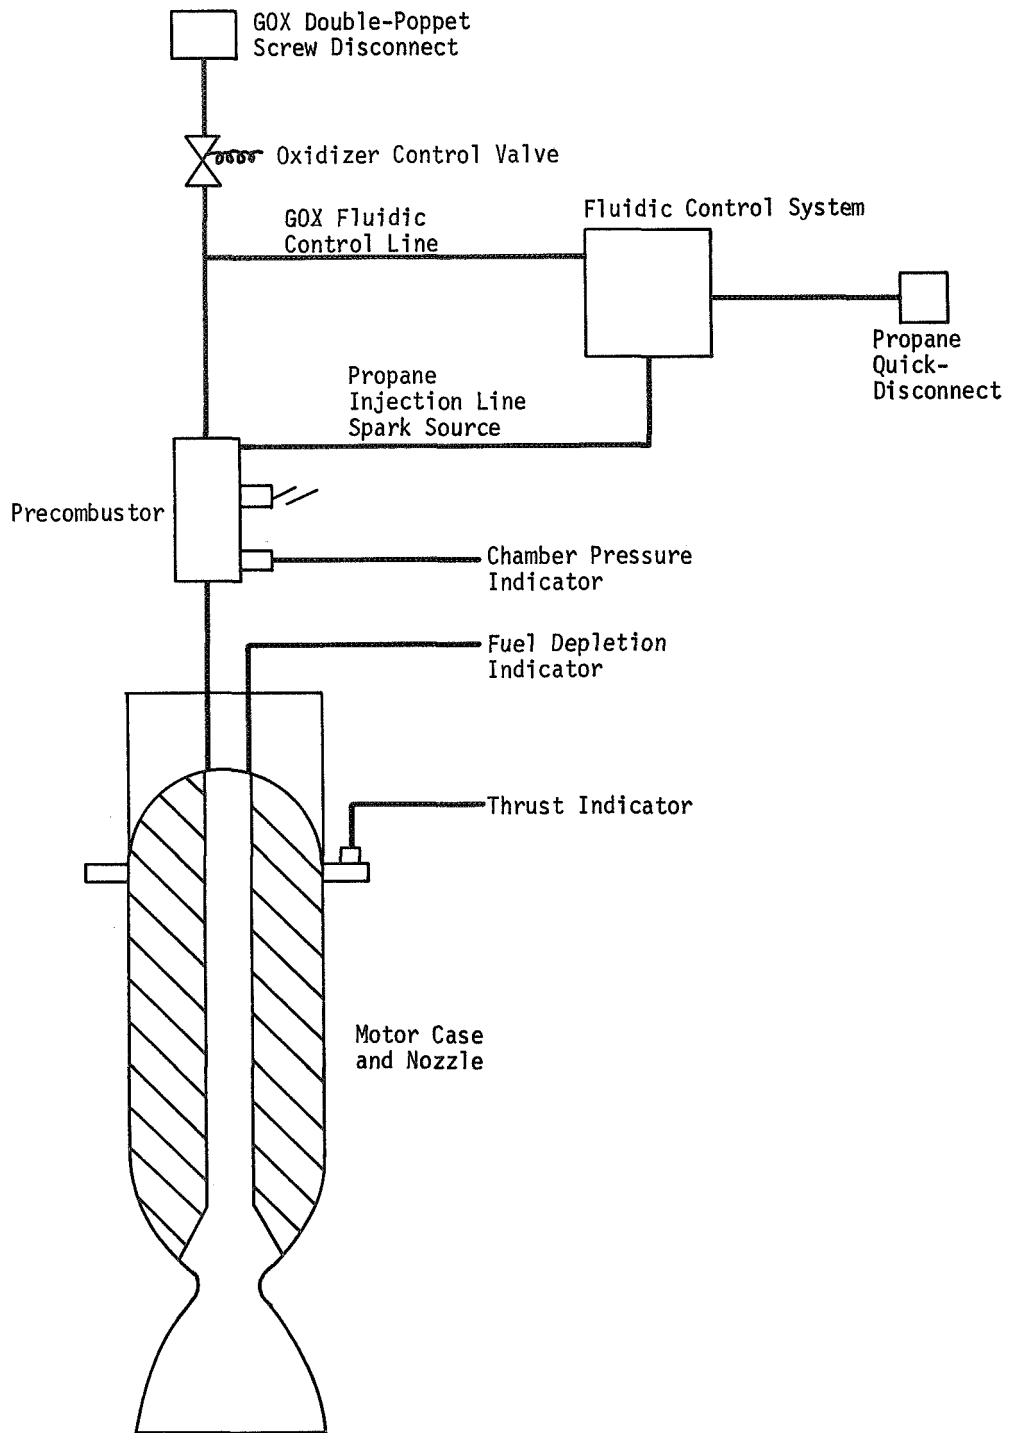 GOX Double-Poppet
Screw Disconnect
Oxidizer Control Valve
GOX Fluidic
Control Line
Fluidic Control System
Propane
Quick-
Disconnect
Propane
Injection Line
Spark Source
Precombustor
Chamber Pressure
Indicator
Fuel Depletion
Indicator
Thrust Indicator
Motor Case
and Nozzle